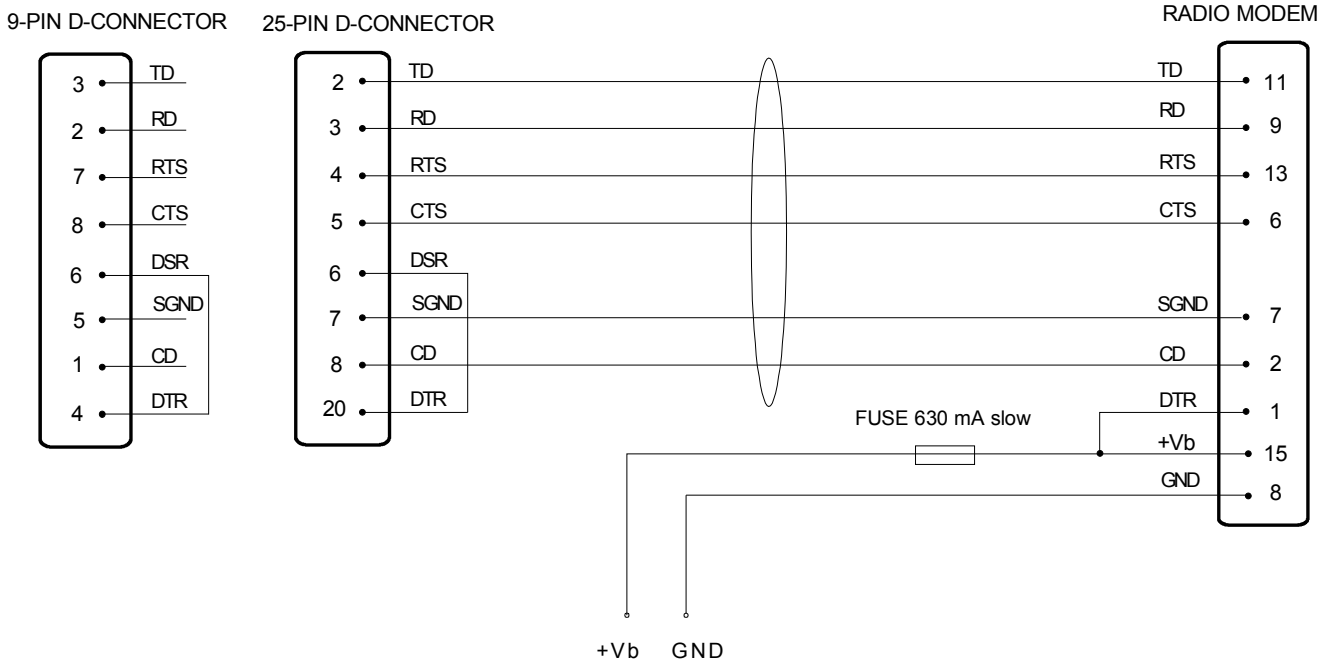 9-PIN D-CONNECTOR
3 TD
2 RD
7 RTS
8 CTS
6 DSR
5 SGND
1 CD
4 DTR
25-PIN D-CONNECTOR
2 TD
3 RD
4 RTS
5 CTS
6 DSR
7 SGND
8 CD
20 DTR
RADIO MODEM
TD 11
RD 9
RTS 13
CTS 6
SGND 7
CD 2
DTR 1
+Vb 15
GND 8
FUSE 630 mA slow
+Vb GND